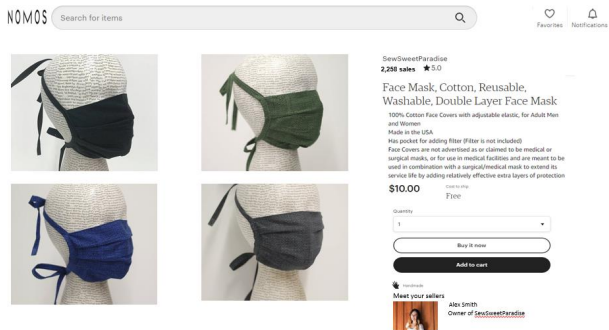 NOMOS
Search for items
Favorites
Notifications
SewSweetParadise
2,258 sales ★5.0
Face Mask, Cotton, Reusable,
Washable, Double Layer Face Mask
100% Cotton Face Covers with adjustable elastic, for Adult Men
and Women
Made in the USA
Has pocket for adding filter (Filter is not included)
Face Covers are not advertised as or claimed to be medical or
surgical masks, or for use in medical facilities and are meant to be
used in combination with a surgical/medical mask to extend its
service life by adding relatively effective extra layers of protection
$10.00
Cost to ship
Free
Quantity
1
Buy it now
Add to cart
Handmade
Meet your sellers
Alex Smith
Owner of SewSweetParadise